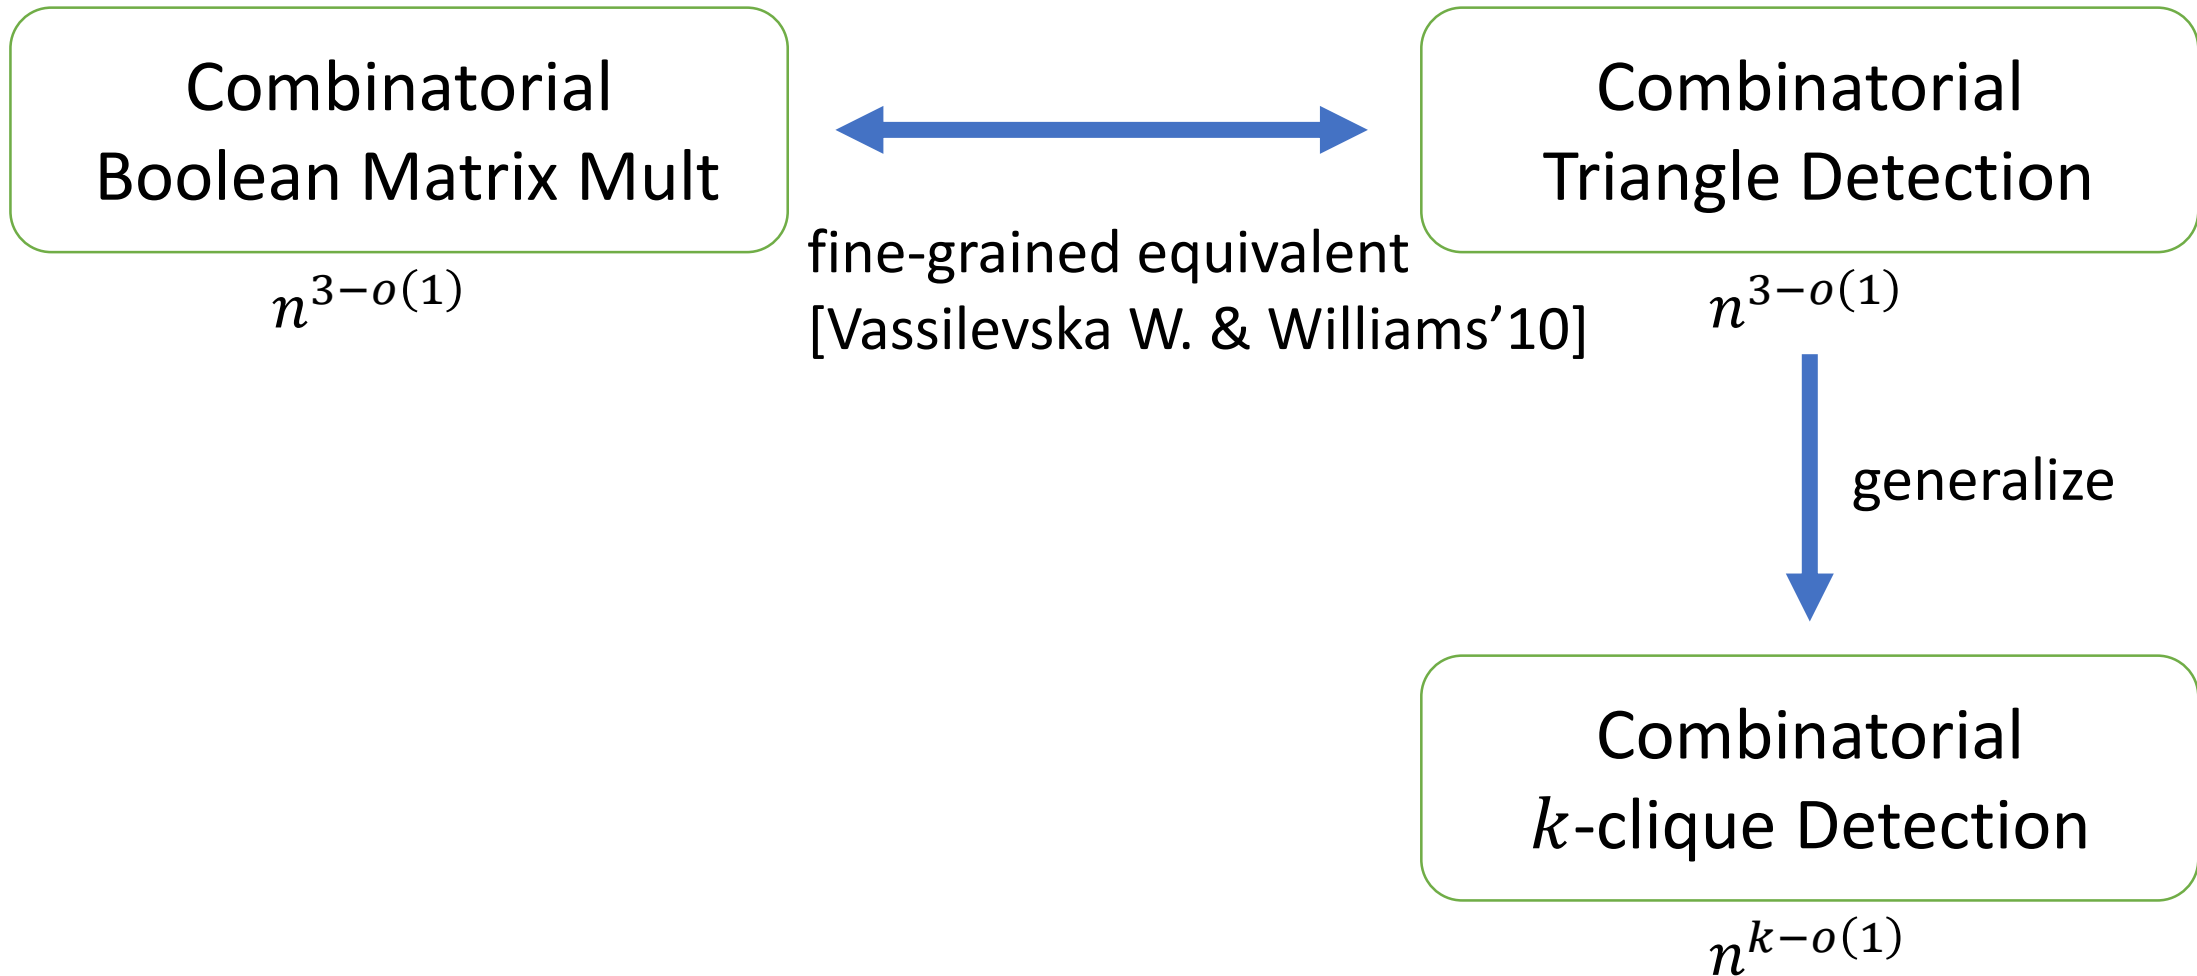 Combinatorial
Boolean Matrix Mult
n^{3−o(1)}
fine-grained equivalent
[Vassilevska W. & Williams’10]
Combinatorial
Triangle Detection
n^{3−o(1)}
generalize
Combinatorial
k-clique Detection
n^{k−o(1)}